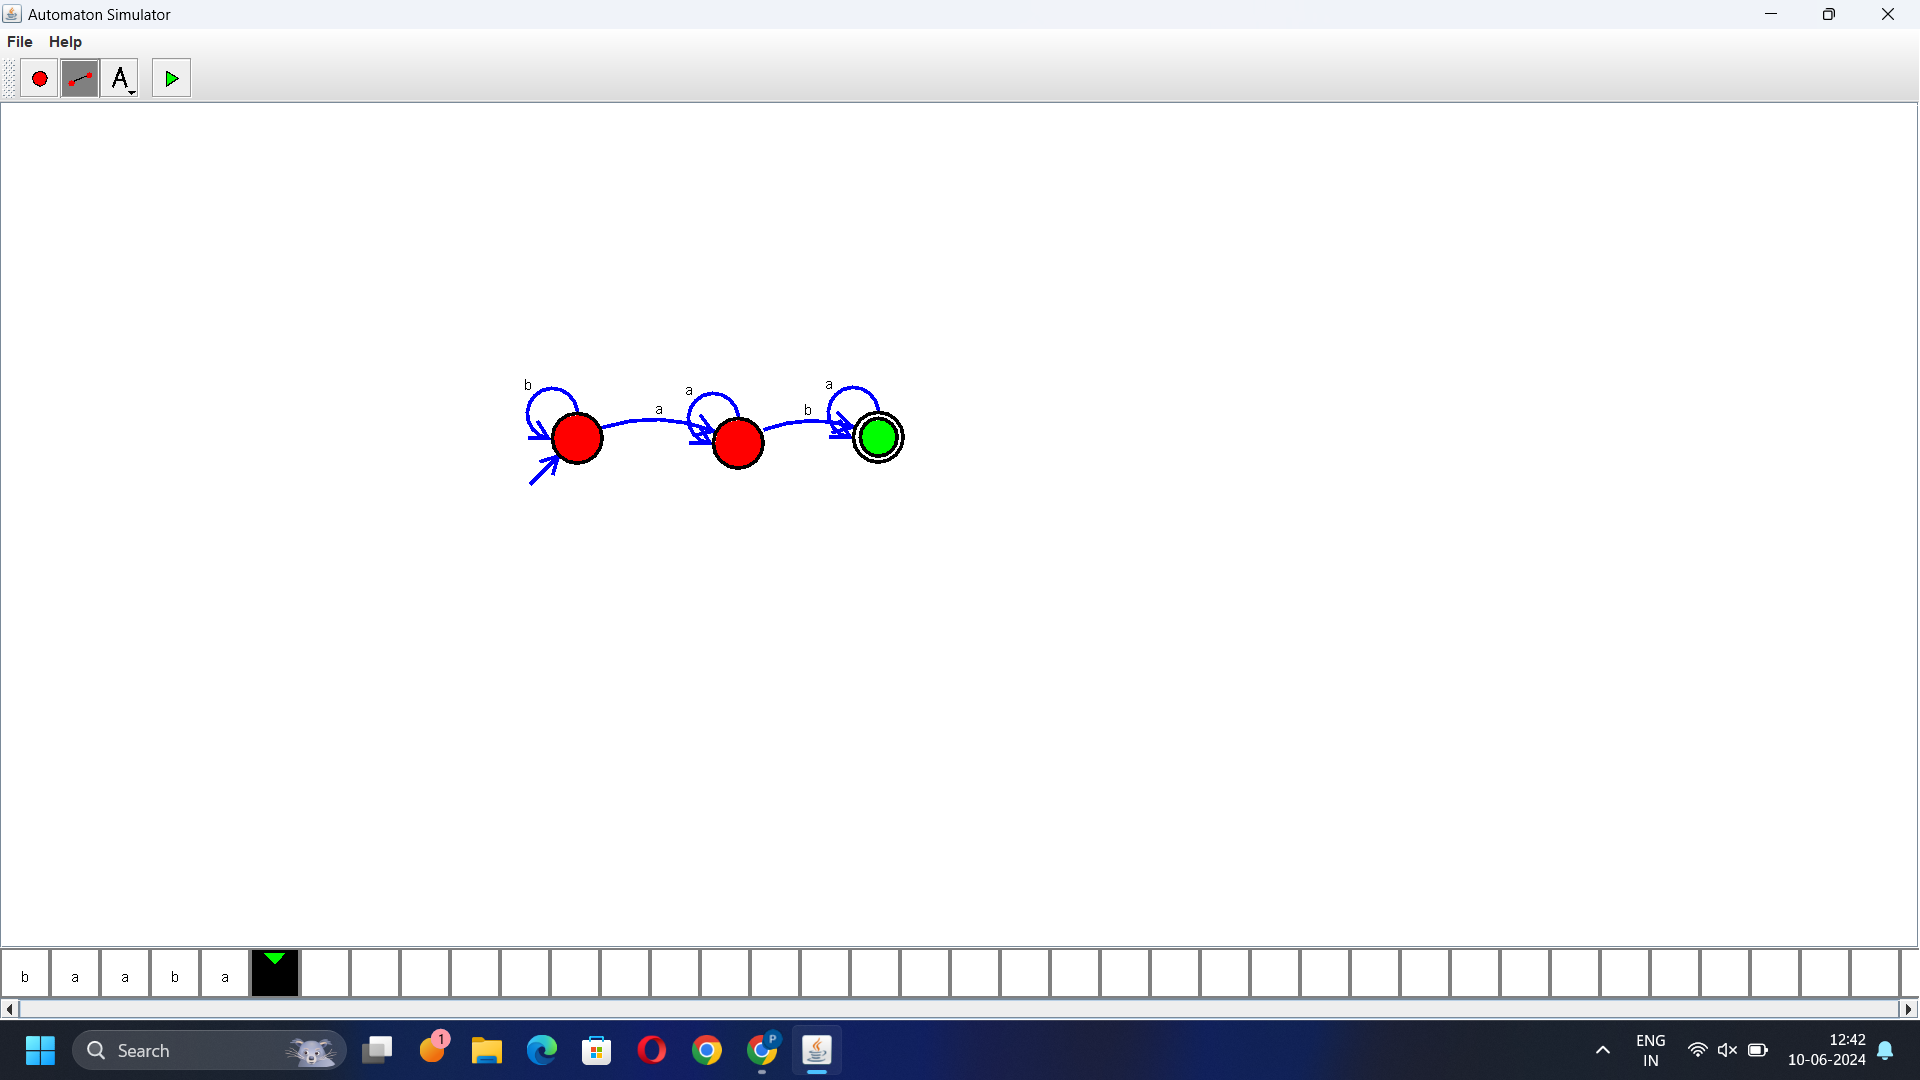 Automaton Simulator
File Help
A
b
a
a
b
a
b a a b a
Search
1
P
ENG
IN
12:42
10-06-2024